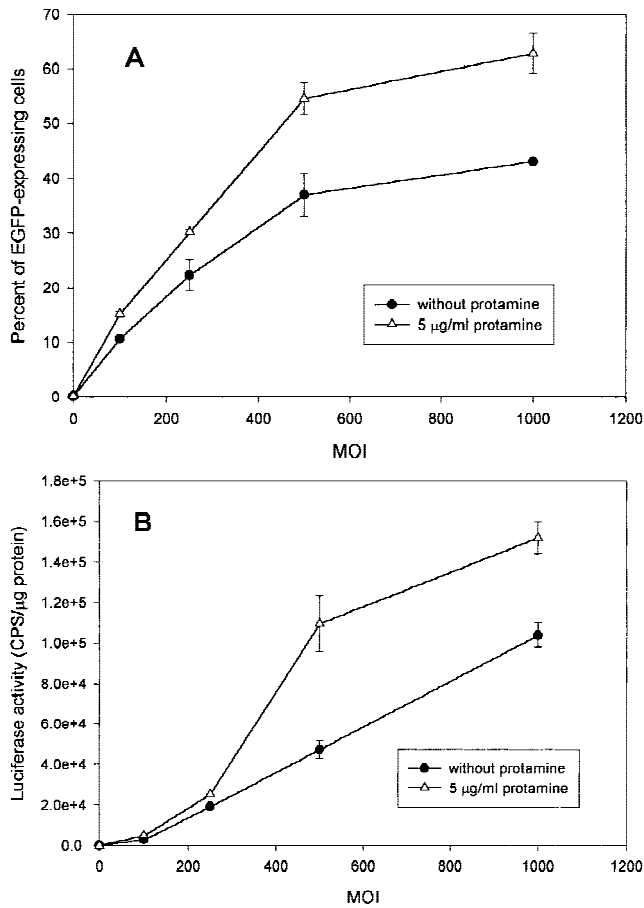 70
60
50
40
30
20
10
0
Percent of EGFP-expressing cells
A
without protamine
5 μg/ml protamine
0 200 400 600 800 1000 1200
MOI
1.8e+5
1.6e+5
1.4e+5
1.2e+5
1.0e+5
8.0e+4
6.0e+4
4.0e+4
2.0e+4
0.0
Luciferase activity (CPS/μg protein)
B
without protamine
5 μg/ml protamine
0 200 400 600 800 1000 1200
MOI